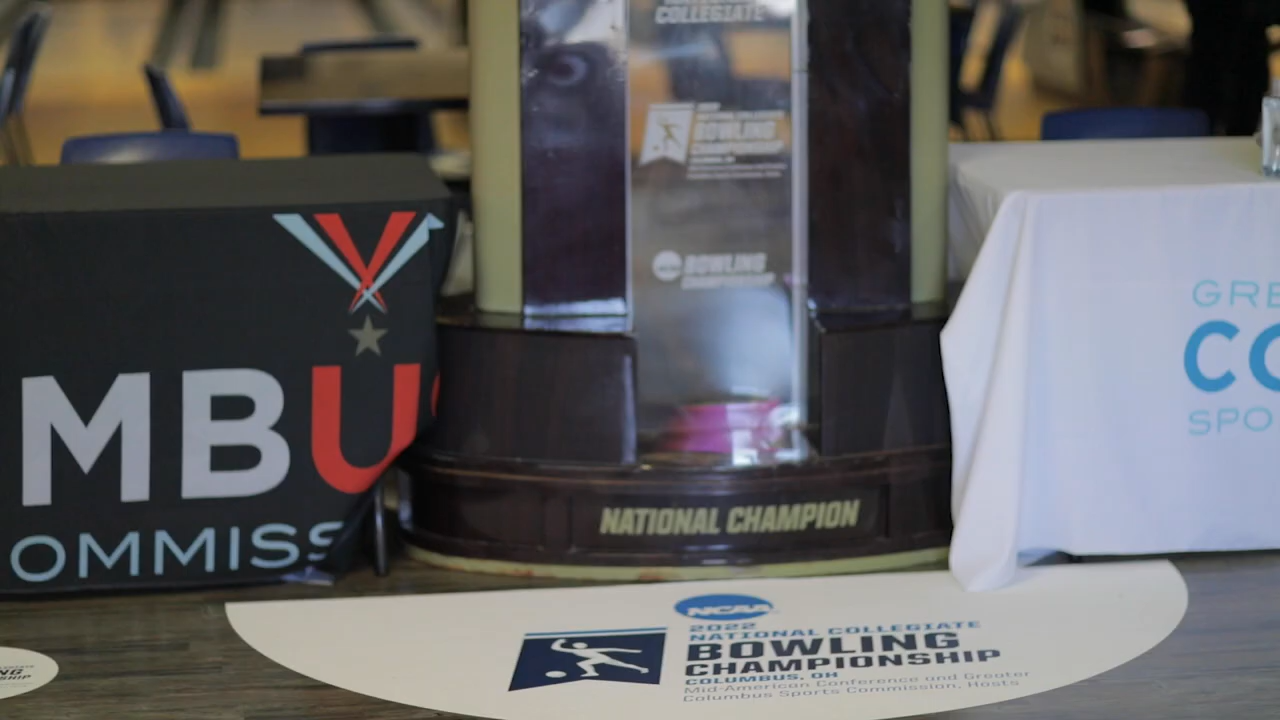 COLLEGIATE
BOWLING
CHAMPIONSHIP
BOWLING
CHAMPIONSHIP
MBU
OMMISS
GRE
CO
SPO
NATIONAL CHAMPION
NCAA
2022
NATIONAL COLLEGIATE
BOWLING
CHAMPIONSHIP
COLUMBUS, OH
Mid-American Conference and Greater
Columbus Sports Commission, Hosts